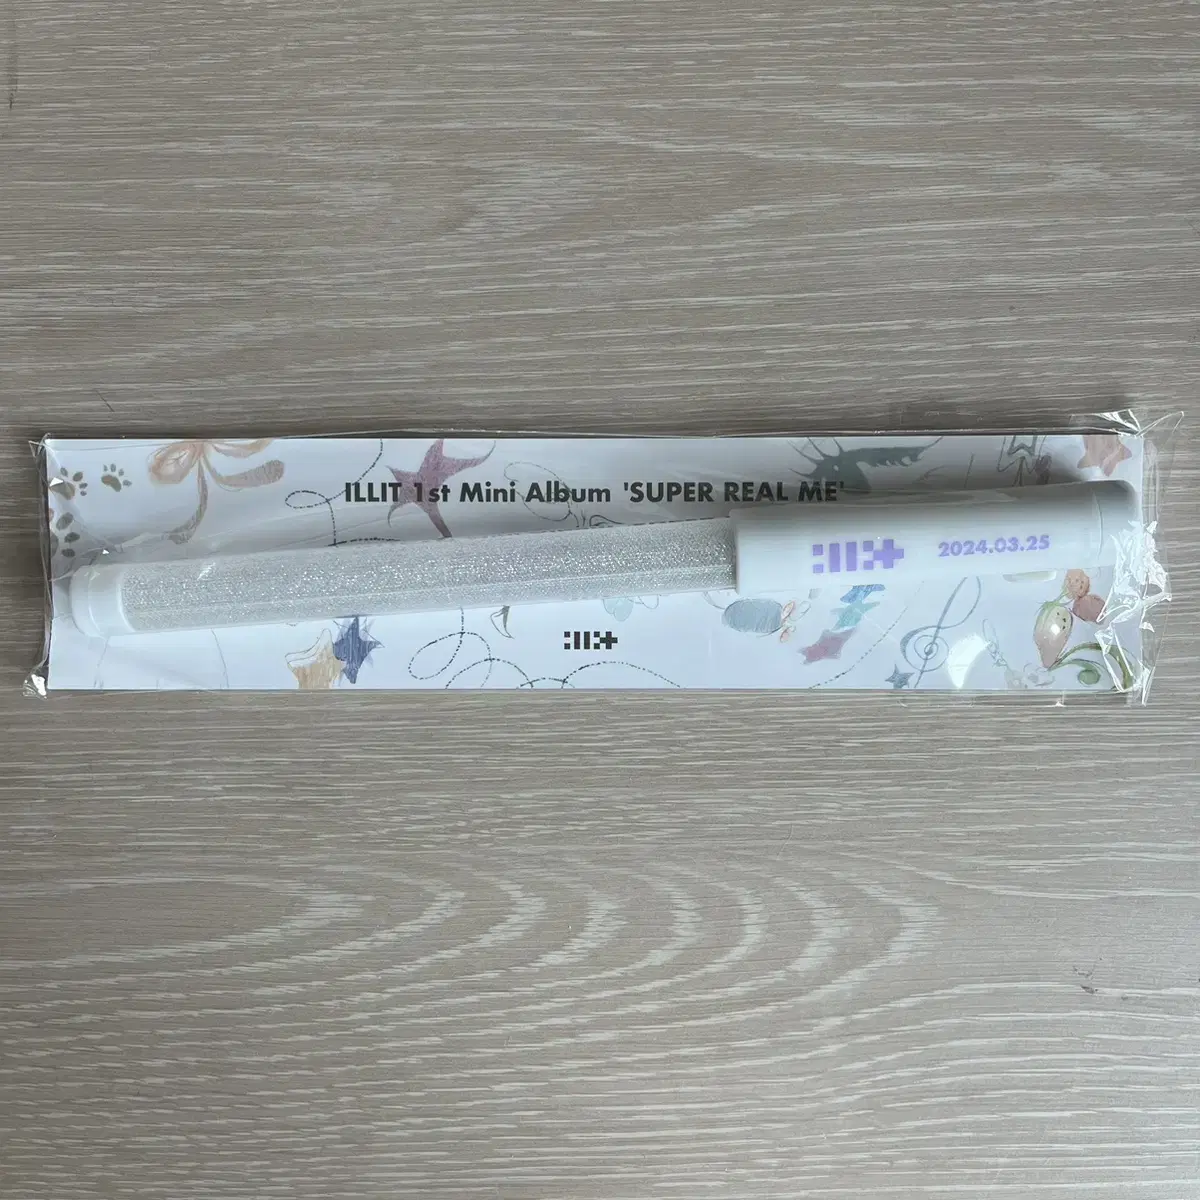 ILLIT 1st Mini Album 'SUPER REAL ME'
2024.03.25